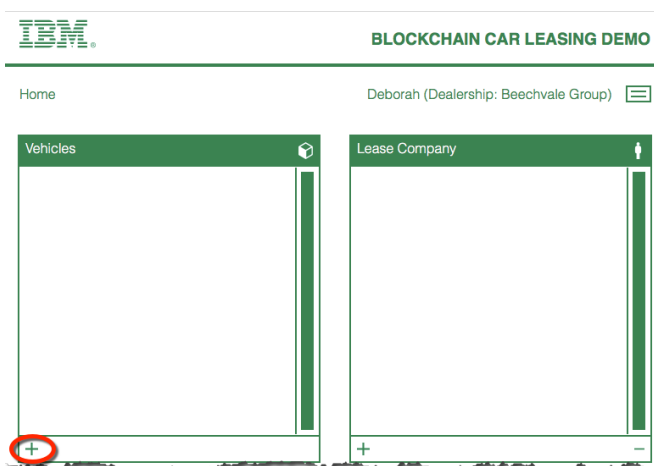 IBM®
BLOCKCHAIN CAR LEASING DEMO
Home
Deborah (Dealership: Beechvale Group)
Vehicles
Lease Company
+
+ −